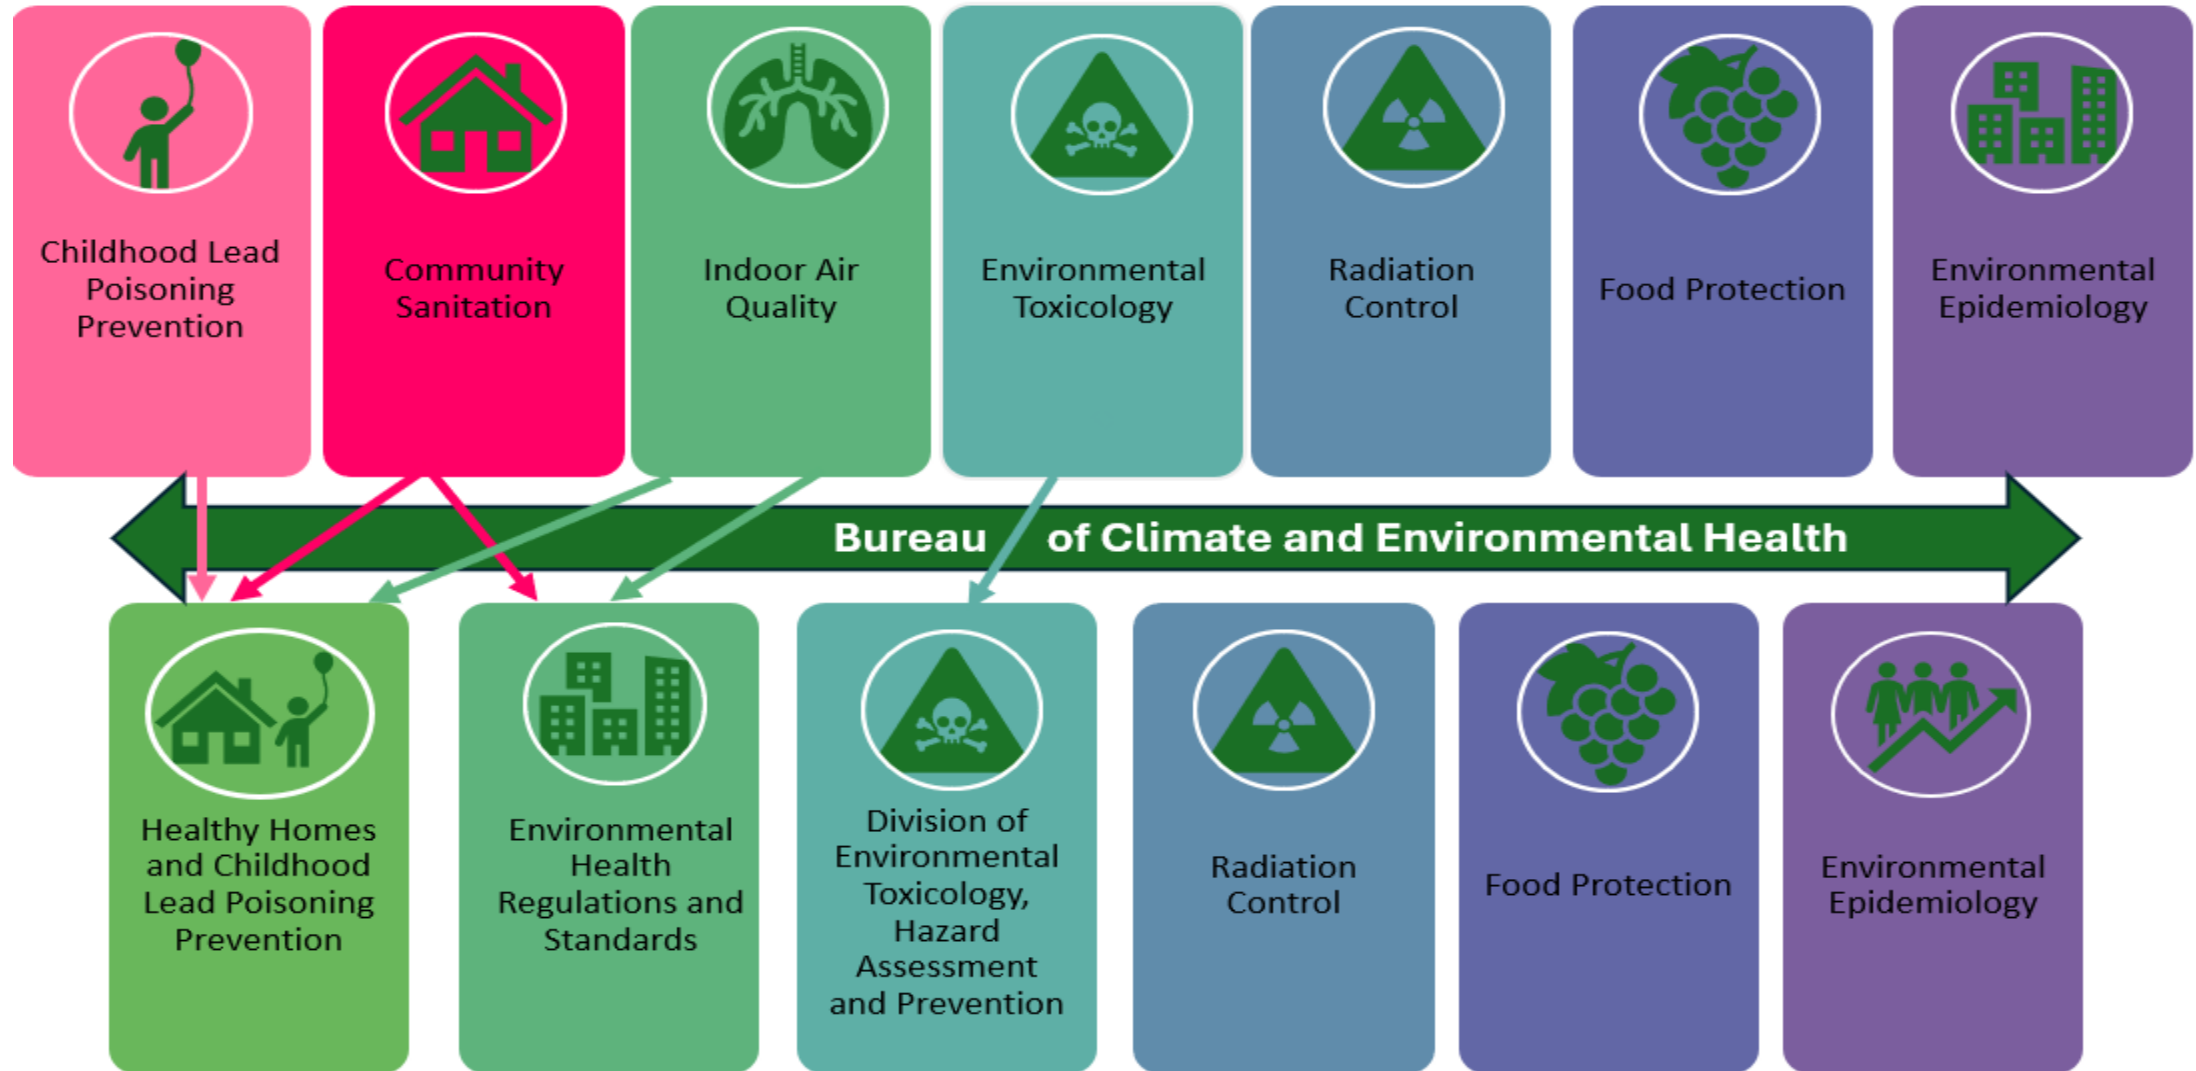 Childhood Lead
Poisoning
Prevention
Community
Sanitation
Indoor Air
Quality
Environmental
Toxicology
Radiation
Control
Food Protection
Environmental
Epidemiology
Bureau of Climate and Environmental Health
Healthy Homes
and Childhood
Lead Poisoning
Prevention
Environmental
Health
Regulations and
Standards
Division of
Environmental
Toxicology,
Hazard
Assessment
and Prevention
Radiation
Control
Food Protection
Environmental
Epidemiology